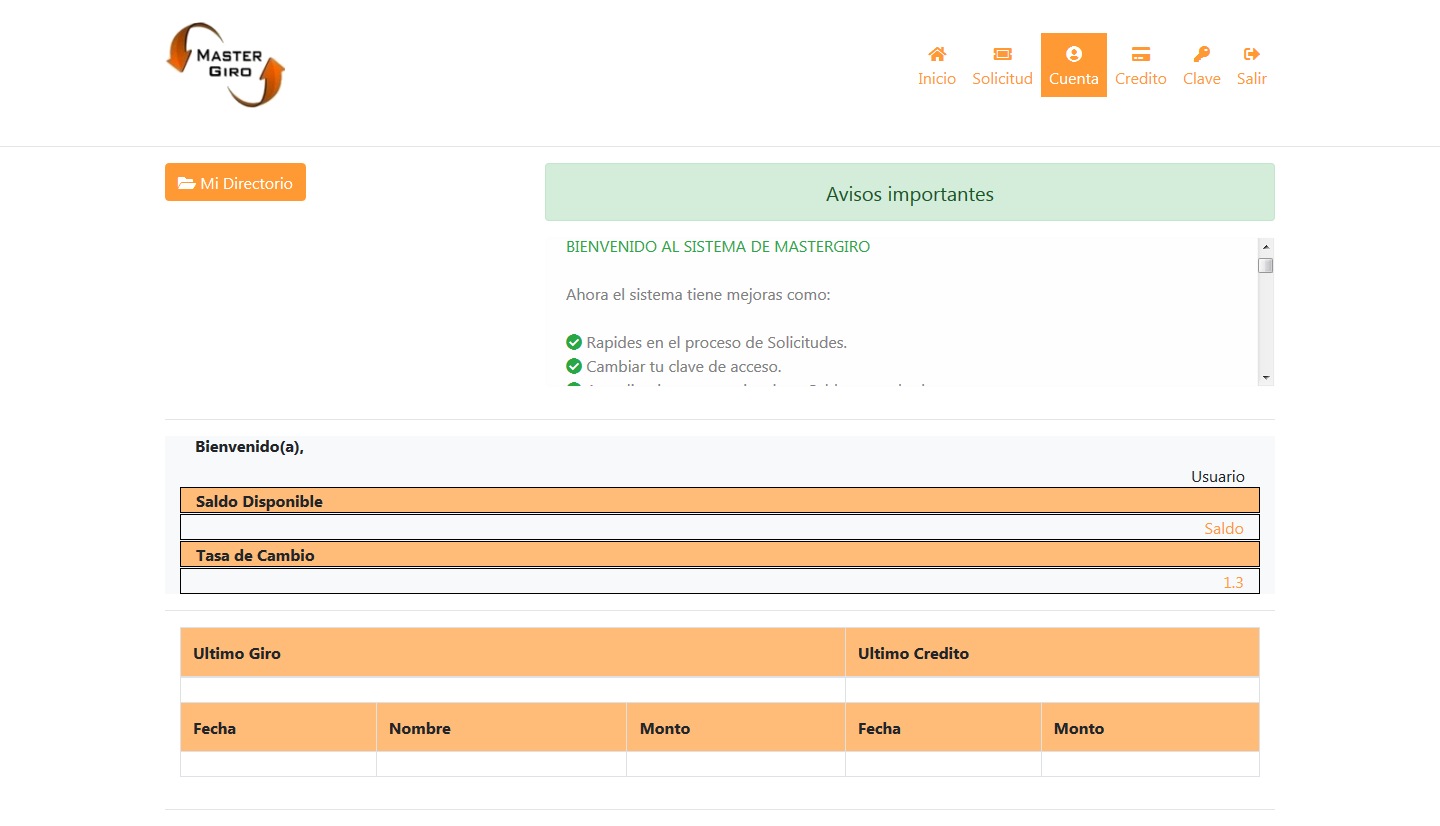 MASTER
GIRO
Inicio
Solicitud
Cuenta
Credito
Clave
Salir
Mi Directorio
Avisos importantes
BIENVENIDO AL SISTEMA DE MASTERGIRO
Ahora el sistema tiene mejoras como:
Rapides en el proceso de Solicitudes.
Cambiar tu clave de acceso.
Bienvenido(a),
Usuario
Saldo Disponible
Saldo
Tasa de Cambio
1.3
Ultimo Giro
Ultimo Credito
Fecha
Nombre
Monto
Fecha
Monto